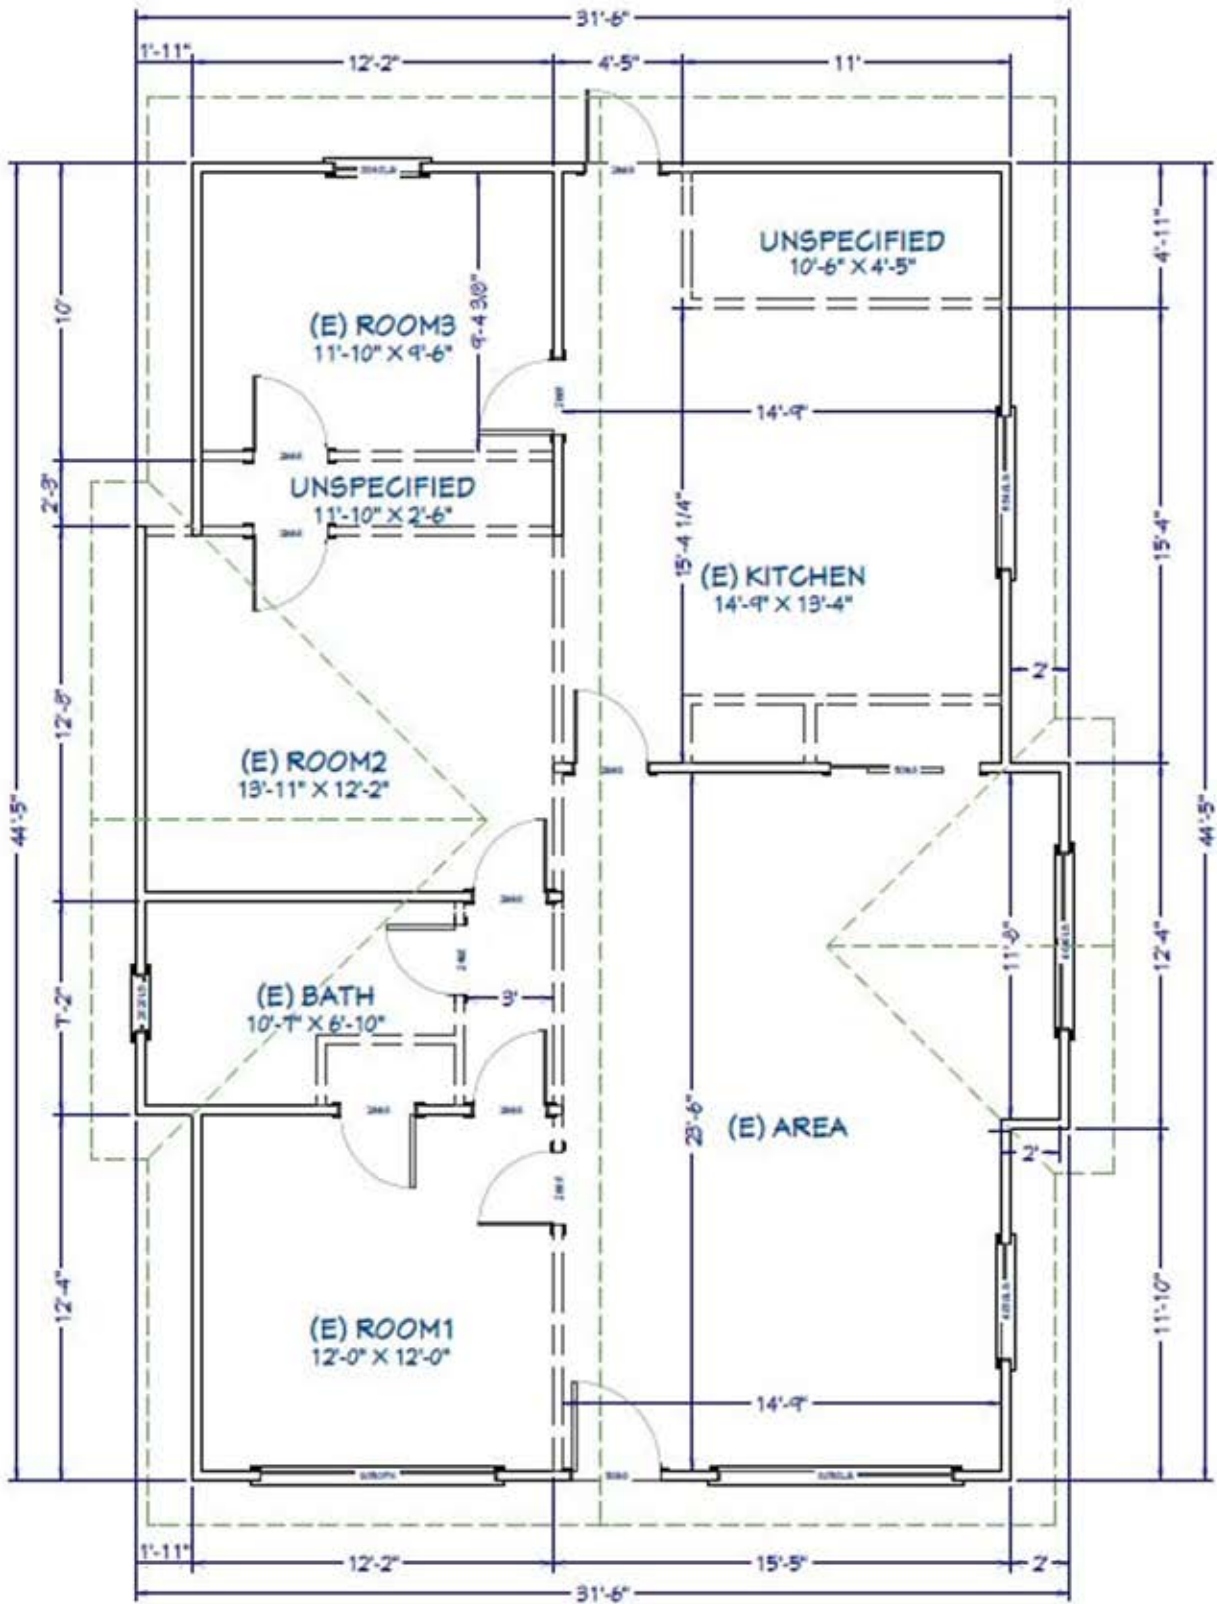 31'-6"
1'-11"
12'-2"
4'-5"
11'
UNSPECIFIED
10'-6" X 4'-5"
4'-11"
10'
(E) ROOM3
11'-10" X 9'-6"
9'-4 3/8"
14'-9"
2'-3"
UNSPECIFIED
11'-10" X 2'-6"
15'-4 1/4"
15'-4"
(E) KITCHEN
14'-9" X 13'-4"
2'
12'-8"
(E) ROOM2
13'-11" X 12'-2"
44'-5"
44'-5"
11'-8"
12'-4"
7'-2"
(E) BATH
10'-7" X 6'-10"
3'
23'-6"
(E) AREA
2'
12'-4"
11'-10"
(E) ROOM1
12'-0" X 12'-0"
14'-9"
1'-11"
12'-2"
15'-5"
2'
31'-6"